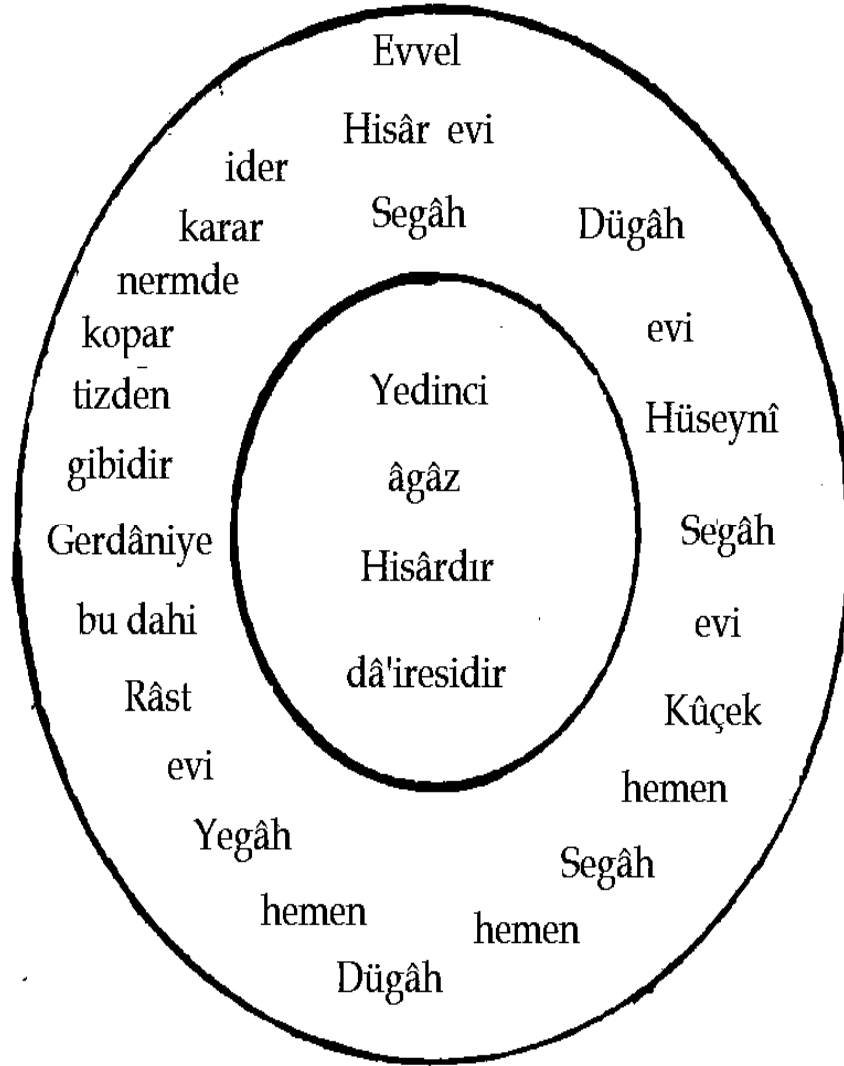 Evvel
Hisâr evi
Segâh
Dügâh
evi
Hüseynî
Segâh
evi
Kûçek
hemen
Segâh
hemen
Dügâh
hemen
Yegâh
evi
Râst
bu dahi
Gerdâniye
gibidir
tizden
kopar
nermde
karar
ider
Yedinci
âgâz
Hisârdır
dâ'iresidir